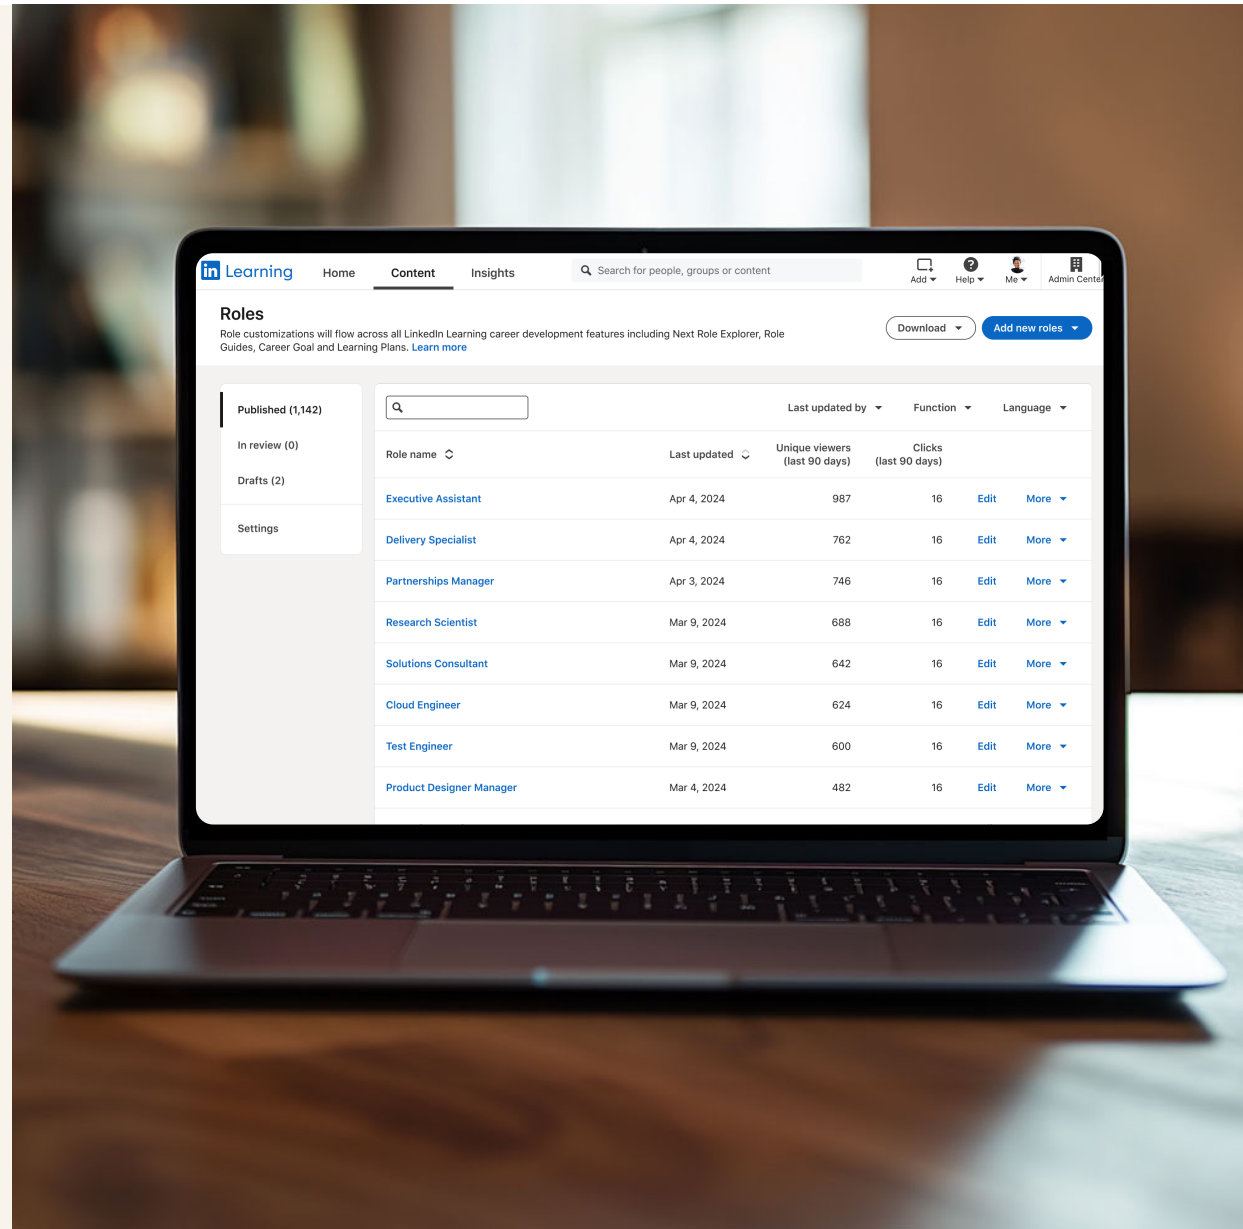 in Learning
Home
Content
Insights
Search for people, groups or content
Add
Help
Me
Admin Center
Roles
Role customizations will flow across all LinkedIn Learning career development features including Next Role Explorer, Role
Guides, Career Goal and Learning Plans. Learn more
Download
Add new roles
Published (1,142)
In review (0)
Drafts (2)
Settings
Last updated by
Function
Language
Role name
Last updated
Unique viewers
(last 90 days)
Clicks
(last 90 days)
Executive Assistant Apr 4, 2024 987 16 Edit More
Delivery Specialist Apr 4, 2024 762 16 Edit More
Partnerships Manager Apr 3, 2024 746 16 Edit More
Research Scientist Mar 9, 2024 688 16 Edit More
Solutions Consultant Mar 9, 2024 642 16 Edit More
Cloud Engineer Mar 9, 2024 624 16 Edit More
Test Engineer Mar 9, 2024 600 16 Edit More
Product Designer Manager Mar 4, 2024 482 16 Edit More